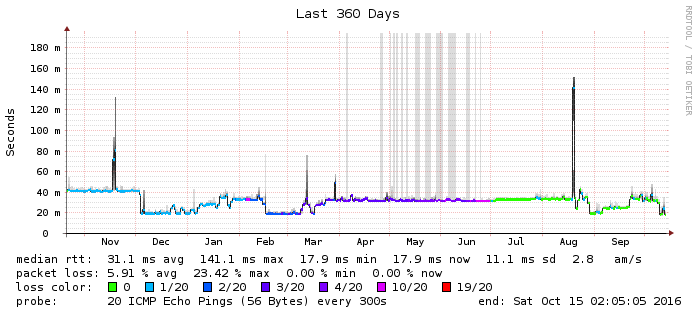 Last 360 Days
RRDTOOL / TOBI OETIKER
Seconds
180 m
160 m
140 m
120 m
100 m
80 m
60 m
40 m
20 m
0
Nov Dec Jan Feb Mar Apr May Jun Jul Aug Sep
median rtt: 31.1 ms avg 141.1 ms max 17.9 ms min 17.9 ms now 11.1 ms sd 2.8 am/s
packet loss: 5.91 % avg 23.42 % max 0.00 % min 0.00 % now
loss color: 0 1/20 2/20 3/20 4/20 10/20 19/20
probe: 20 ICMP Echo Pings (56 Bytes) every 300s end: Sat Oct 15 02:05:05 2016